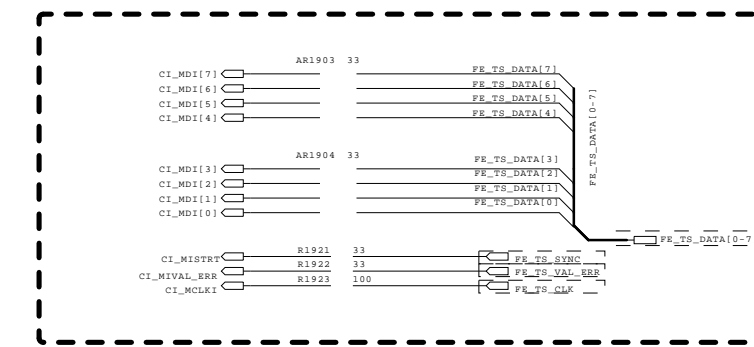 AR1903 33
CI_MDI[7] FE_TS_DATA[7]
CI_MDI[6] FE_TS_DATA[6]
CI_MDI[5] FE_TS_DATA[5]
CI_MDI[4] FE_TS_DATA[4]
FE_TS_DATA[0-7]
AR1904 33
CI_MDI[3] FE_TS_DATA[3]
CI_MDI[2] FE_TS_DATA[2]
CI_MDI[1] FE_TS_DATA[1]
CI_MDI[0] FE_TS_DATA[0]
FE_TS_DATA[0-7
CI_MISTRT R1921 33 FE_TS_SYNC
CI_MIVAL_ERR R1922 33 FE_TS_VAL_ERR
CI_MCLKI R1923 100 FE_TS_CLK